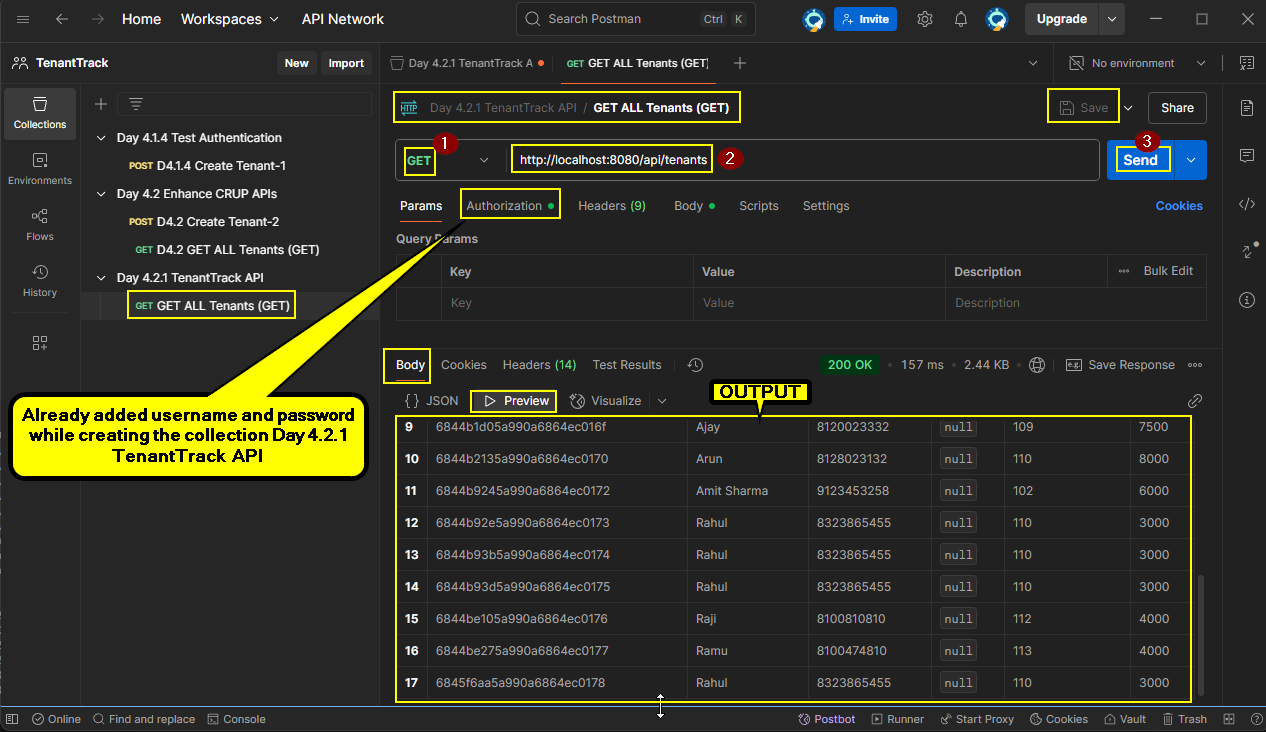 Home
Workspaces
API Network
Search Postman
Ctrl
K
Invite
Upgrade
TenantTrack
New
Import
Day 4.2.1 TenantTrack A
GET GET ALL Tenants (GET)
No environment
Collections
Environments
Flows
History
Day 4.1.4 Test Authentication
POST D4.1.4 Create Tenant-1
Day 4.2 Enhance CRUP APIs
POST D4.2 Create Tenant-2
GET D4.2 GET ALL Tenants (GET)
Day 4.2.1 TenantTrack API
GET GET ALL Tenants (GET)
Already added username and password
while creating the collection Day 4.2.1
TenantTrack API
HTTP Day 4.2.1 TenantTrack API / GET ALL Tenants (GET)
Save
Share
GET
1
http://localhost:8080/api/tenants
2
3
Send
Params
Authorization
Headers (9)
Body
Scripts
Settings
Cookies
Query Params
Key
Value
Description
Bulk Edit
Key
Value
Description
Body
Cookies
Headers (14)
Test Results
200 OK
157 ms
2.44 KB
Save Response
{ } JSON
Preview
Visualize
OUTPUT
9 6844b1d05a990a6864ec016f Ajay 8120023332 null 109 7500
10 6844b2135a990a6864ec0170 Arun 8128023132 null 110 8000
11 6844b9245a990a6864ec0172 Amit Sharma 9123453258 null 102 6000
12 6844b92e5a990a6864ec0173 Rahul 8323865455 null 110 3000
13 6844b93b5a990a6864ec0174 Rahul 8323865455 null 110 3000
14 6844b93d5a990a6864ec0175 Rahul 8323865455 null 110 3000
15 6844be105a990a6864ec0176 Raji 8100810810 null 112 4000
16 6844be275a990a6864ec0177 Ramu 8100474810 null 113 4000
17 6845f6aa5a990a6864ec0178 Rahul 8323865455 null 110 3000
Online
Find and replace
Console
Postbot
Runner
Start Proxy
Cookies
Vault
Trash